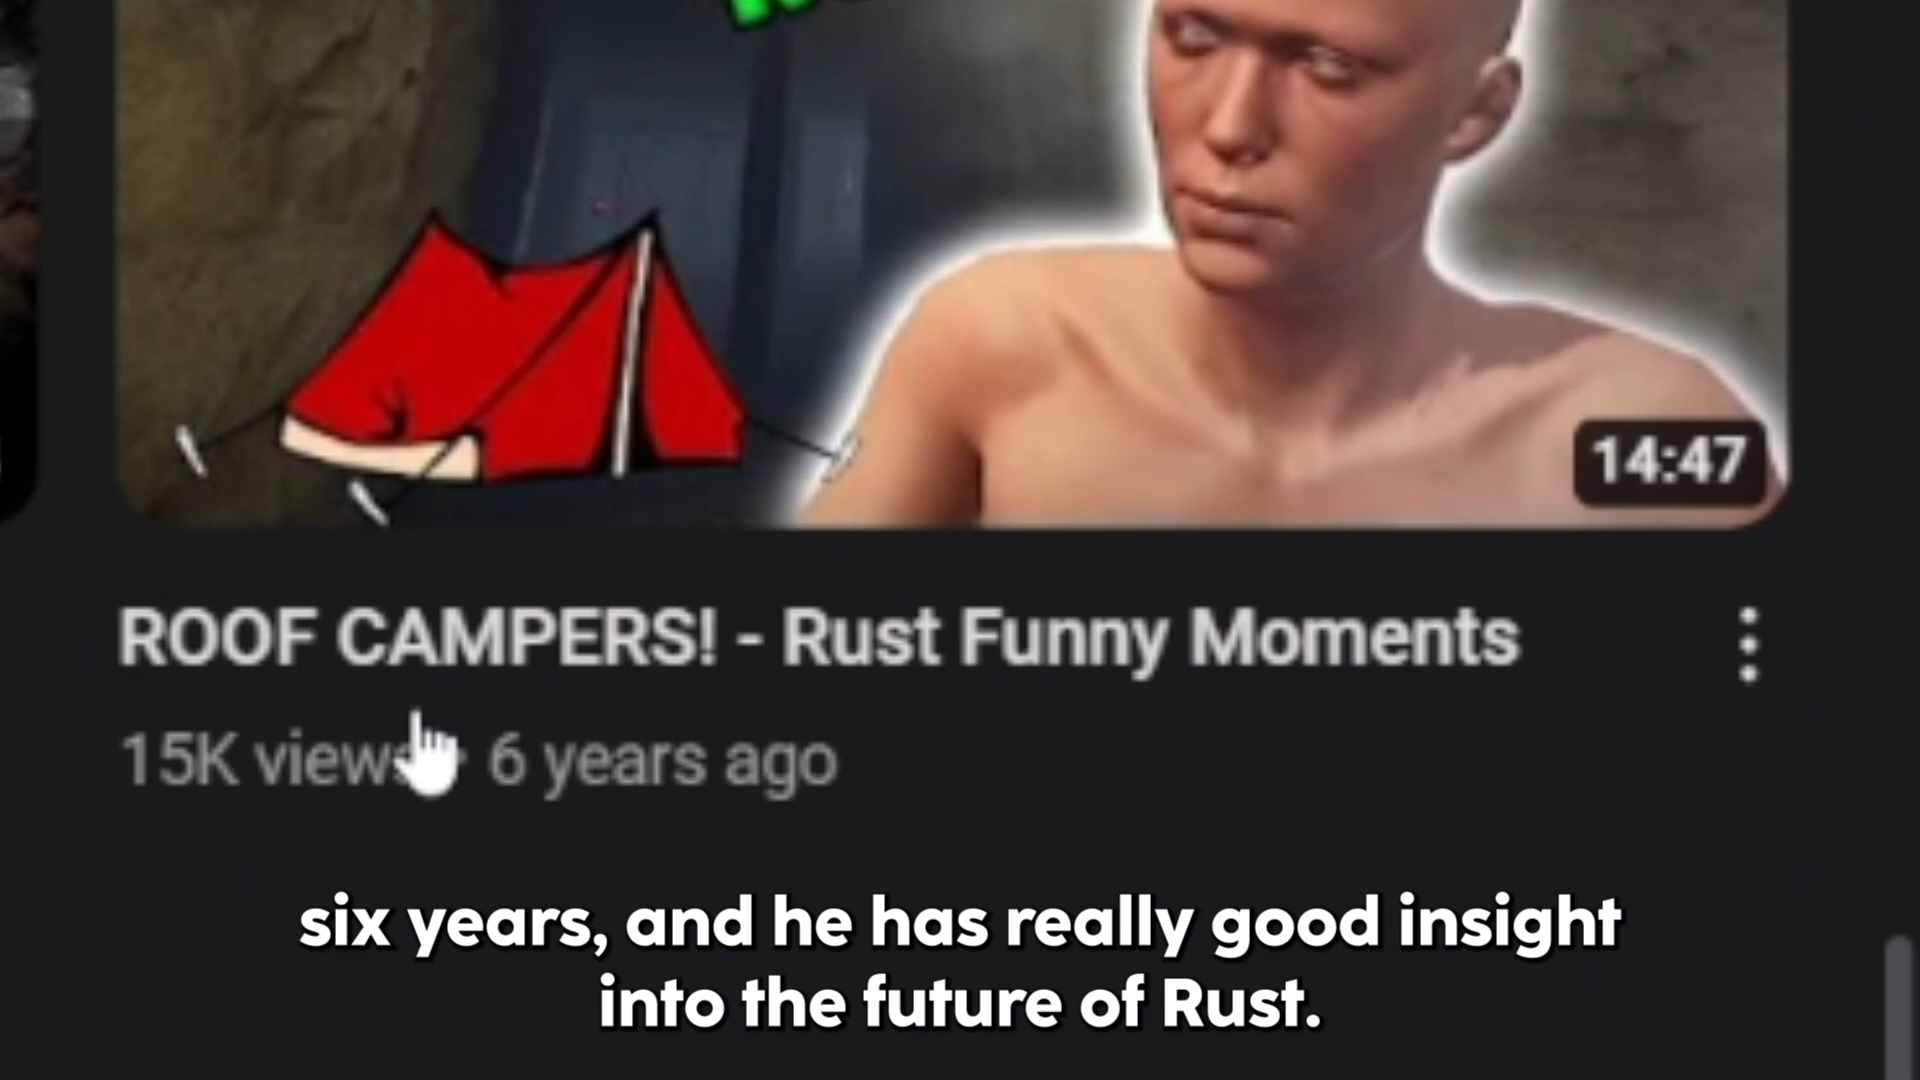 14:47
ROOF CAMPERS! - Rust Funny Moments
15K views · 6 years ago
six years, and he has really good insight
into the future of Rust.